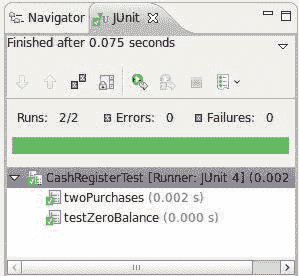 Navigator JUnit
Finished after 0.075 seconds
Runs: 2/2 Errors: 0 Failures: 0
CashRegisterTest [Runner: JUnit 4] (0.002
twoPurchases (0.002 s)
testZeroBalance (0.000 s)